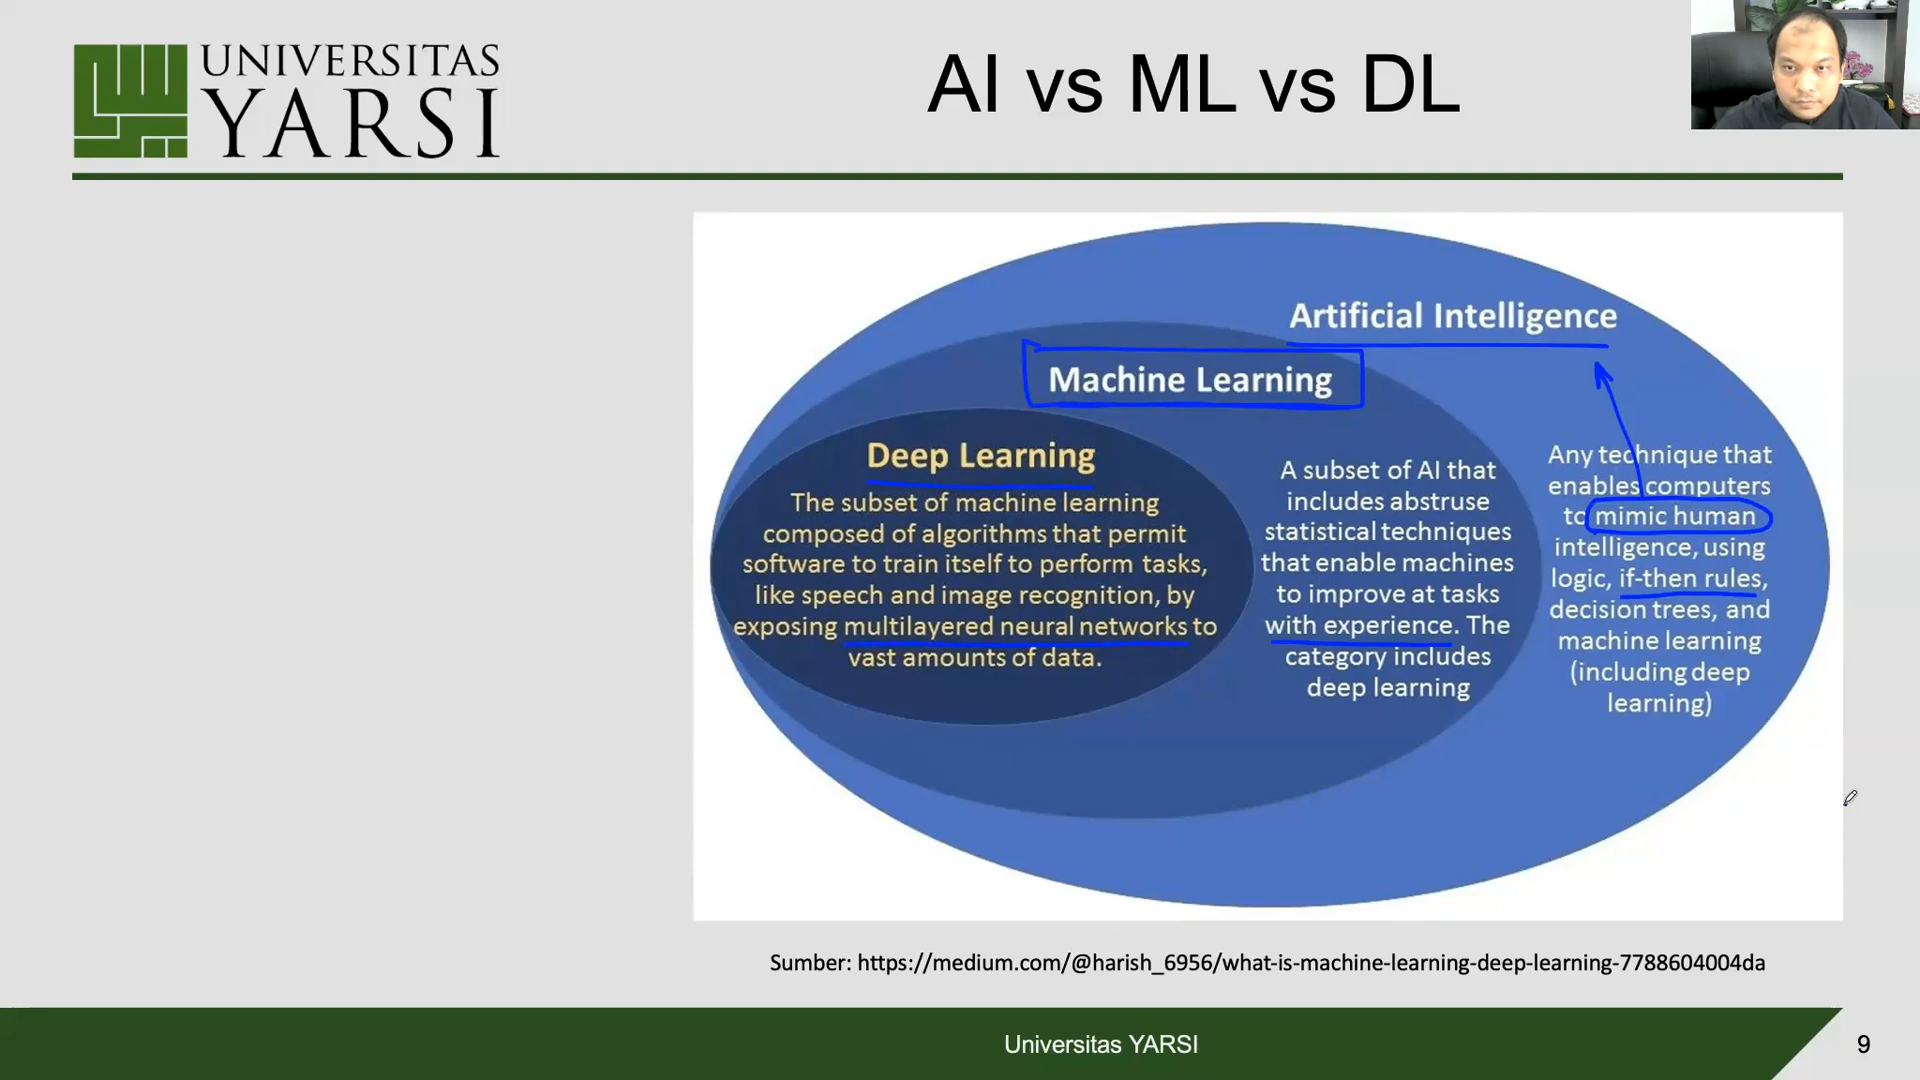 UNIVERSITAS
YARSI
AI vs ML vs DL
Artificial Intelligence
Machine Learning
Deep Learning
The subset of machine learning
composed of algorithms that permit
software to train itself to perform tasks,
like speech and image recognition, by
exposing multilayered neural networks to
vast amounts of data.
A subset of AI that
includes abstruse
statistical techniques
that enable machines
to improve at tasks
with experience. The
category includes
deep learning
Any technique that
enables computers
to mimic human
intelligence, using
logic, if-then rules,
decision trees, and
machine learning
(including deep
learning)
Sumber: https://medium.com/@harish_6956/what-is-machine-learning-deep-learning-7788604004da
Universitas YARSI
9